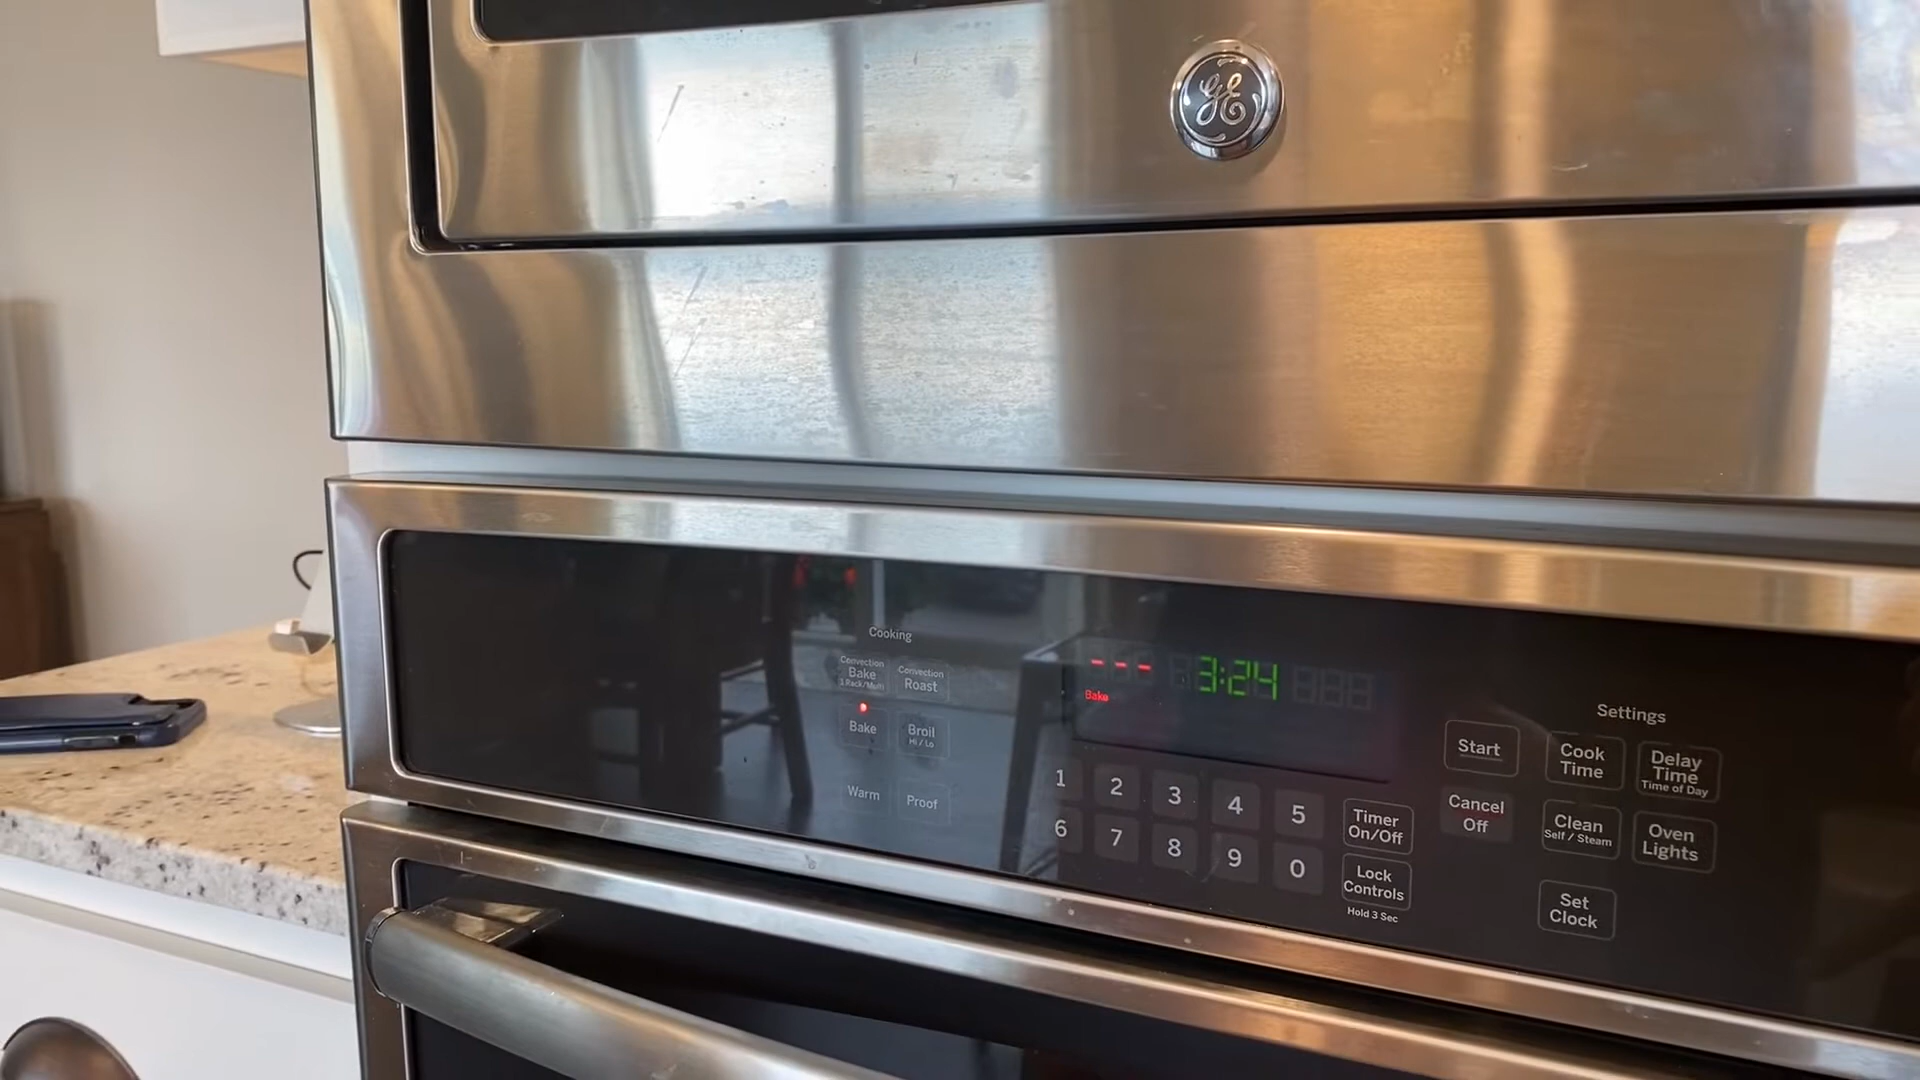 GE
Cooking
Convection
Bake
3 Rack/Multi
Convection
Roast
Bake
Broil
Hi / Lo
Warm
Proof
--- 3:24
Bake
1 2 3 4 5
6 7 8 9 0
Timer
On/Off
Lock
Controls
Hold 3 Sec
Start
Cancel
Off
Settings
Cook
Time
Delay
Time
Time of Day
Clean
Self / Steam
Oven
Lights
Set
Clock